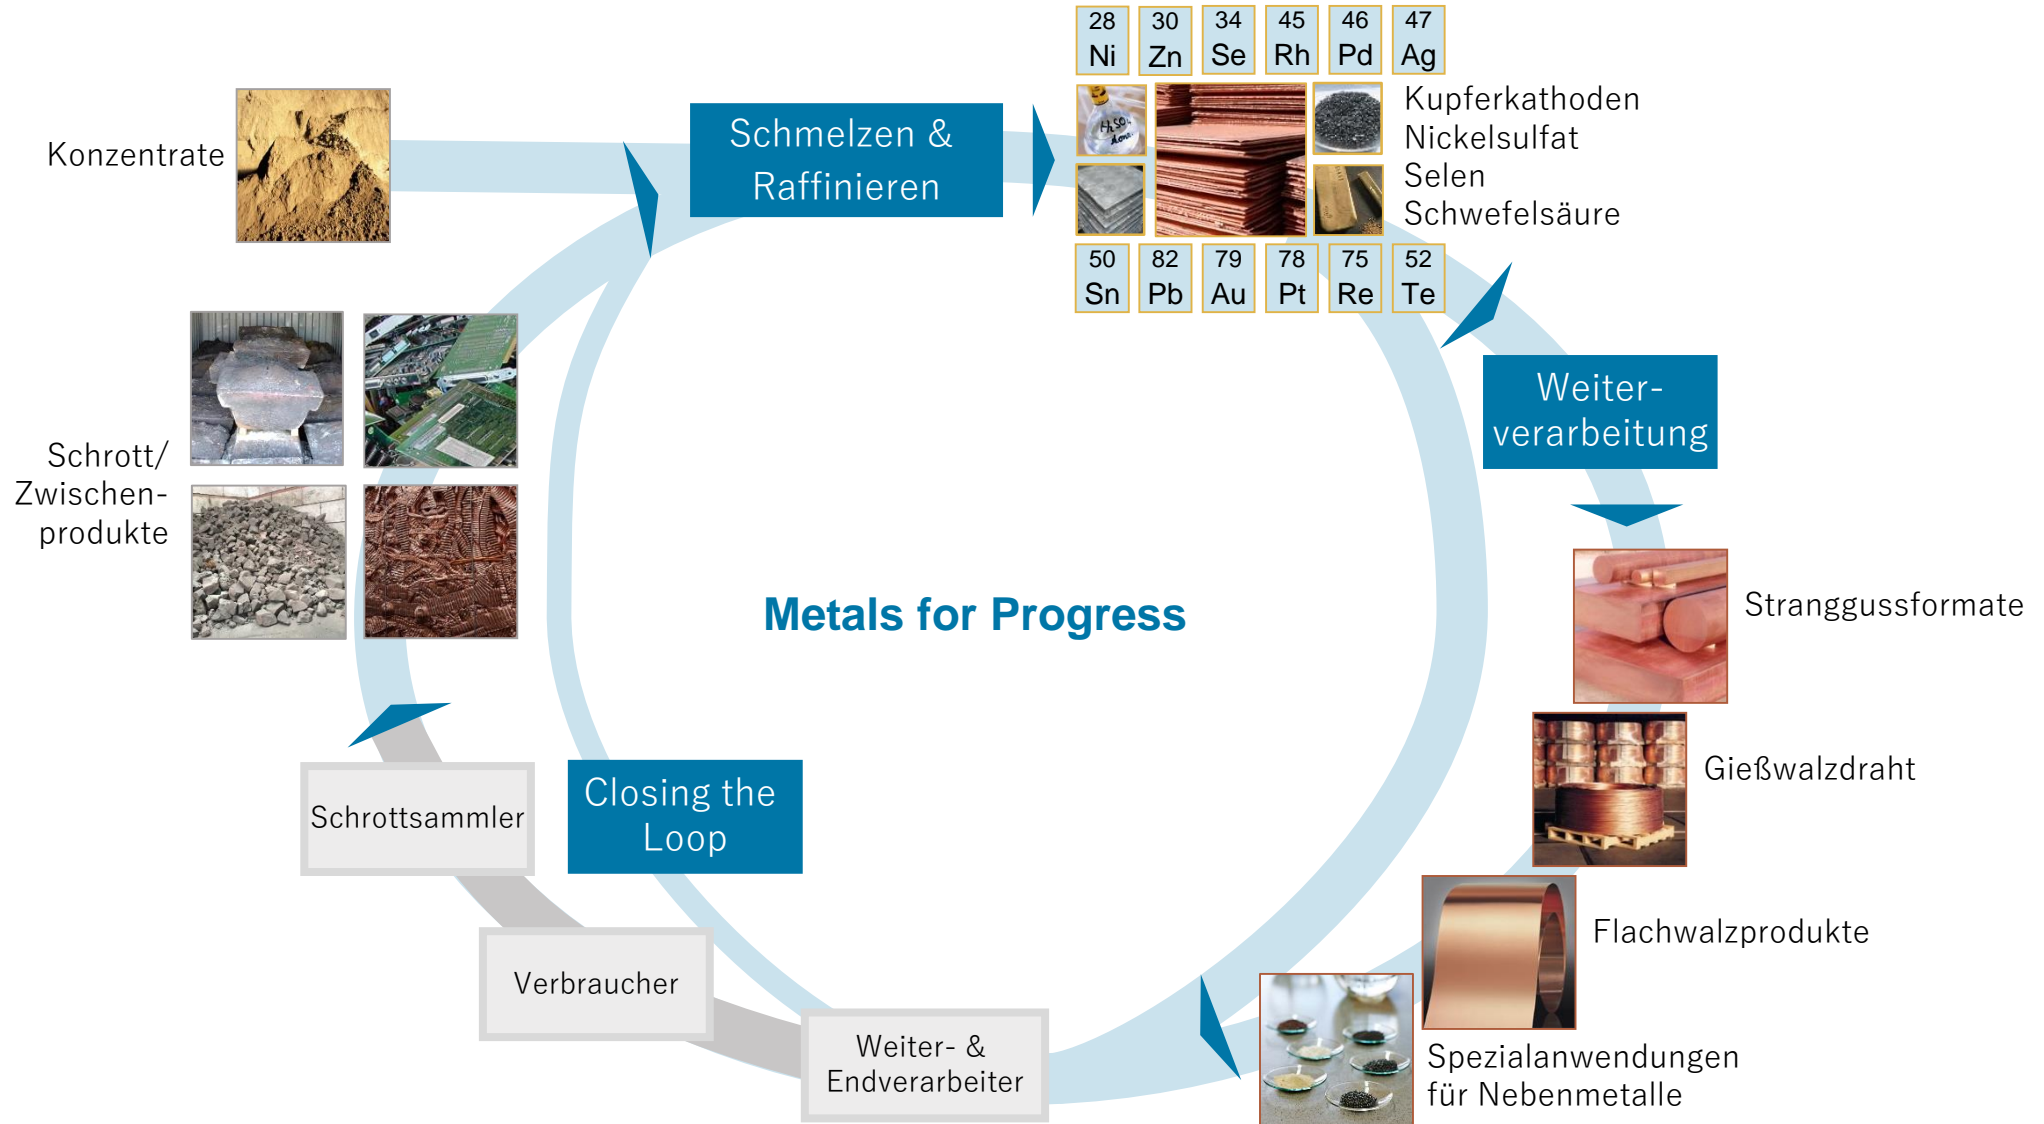 28
Ni
30
Zn
34
Se
45
Rh
46
Pd
47
Ag
Konzentrate
Schmelzen &
Raffinieren
H₂SO₄
Kupferkathoden
Nickelsulfat
Selen
Schwefelsäure
50
Sn
82
Pb
79
Au
78
Pt
75
Re
52
Te
Weiter-
verarbeitung
Schrott/
Zwischen-
produkte
Metals for Progress
Stranggussformate
Gießwalzdraht
Closing the
Loop
Schrottsammler
Flachwalzprodukte
Verbraucher
Weiter- &
Endverarbeiter
Spezialanwendungen
für Nebenmetalle